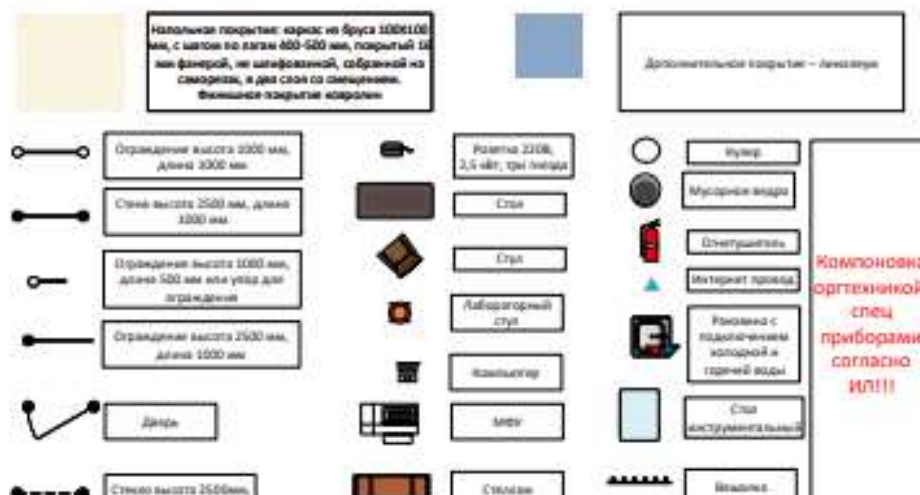 Напольное покрытие: каркас из бруса 100Х100
мм, с шагом по лагам 400-500 мм, покрытый 18
мм фанерой, не шлифованной, собранной на
саморезах, в два слоя со смещением.
Финишное покрытие ковролин
Дополнительное покрытие – линолеум
Ограждение высота 1000 мм,
длина 1000 мм
Розетка 220В,
2,5 кВт, три гнезда
Кулер
Мусорное ведро
Стена высота 2500 мм, длина
1000 мм
Стол
Огнетушитель
Ограждение высота 1000 мм,
длина 500 мм или упор для
ограждения
Стул
Интернет провод
Лабораторный
стул
Ограждение высота 2500 мм,
длина 1000 мм
Раковина с
подключением
холодной и
горячей воды
Компьютер
Дверь
МФУ
Стол
инструментальный
Стекло высота 2500мм,
Стеллаж
Вешалка
Компоновка
оргтехникой
спец
приборами
согласно
ИЛ!!!